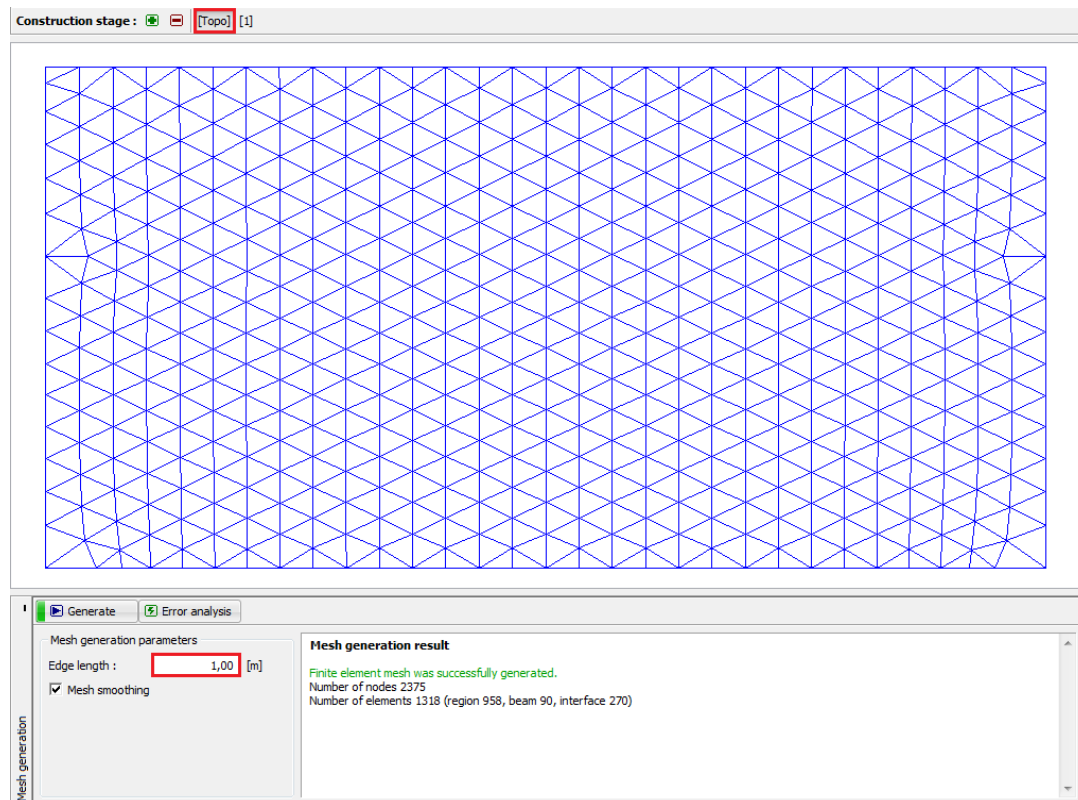 Construction stage : [Topo] [1]
Generate Error analysis
Mesh generation parameters
Edge length : 1,00 [m]
Mesh smoothing
Mesh generation result
Finite element mesh was successfully generated.
Number of nodes 2375
Number of elements 1318 (region 958, beam 90, interface 270)
Mesh generation